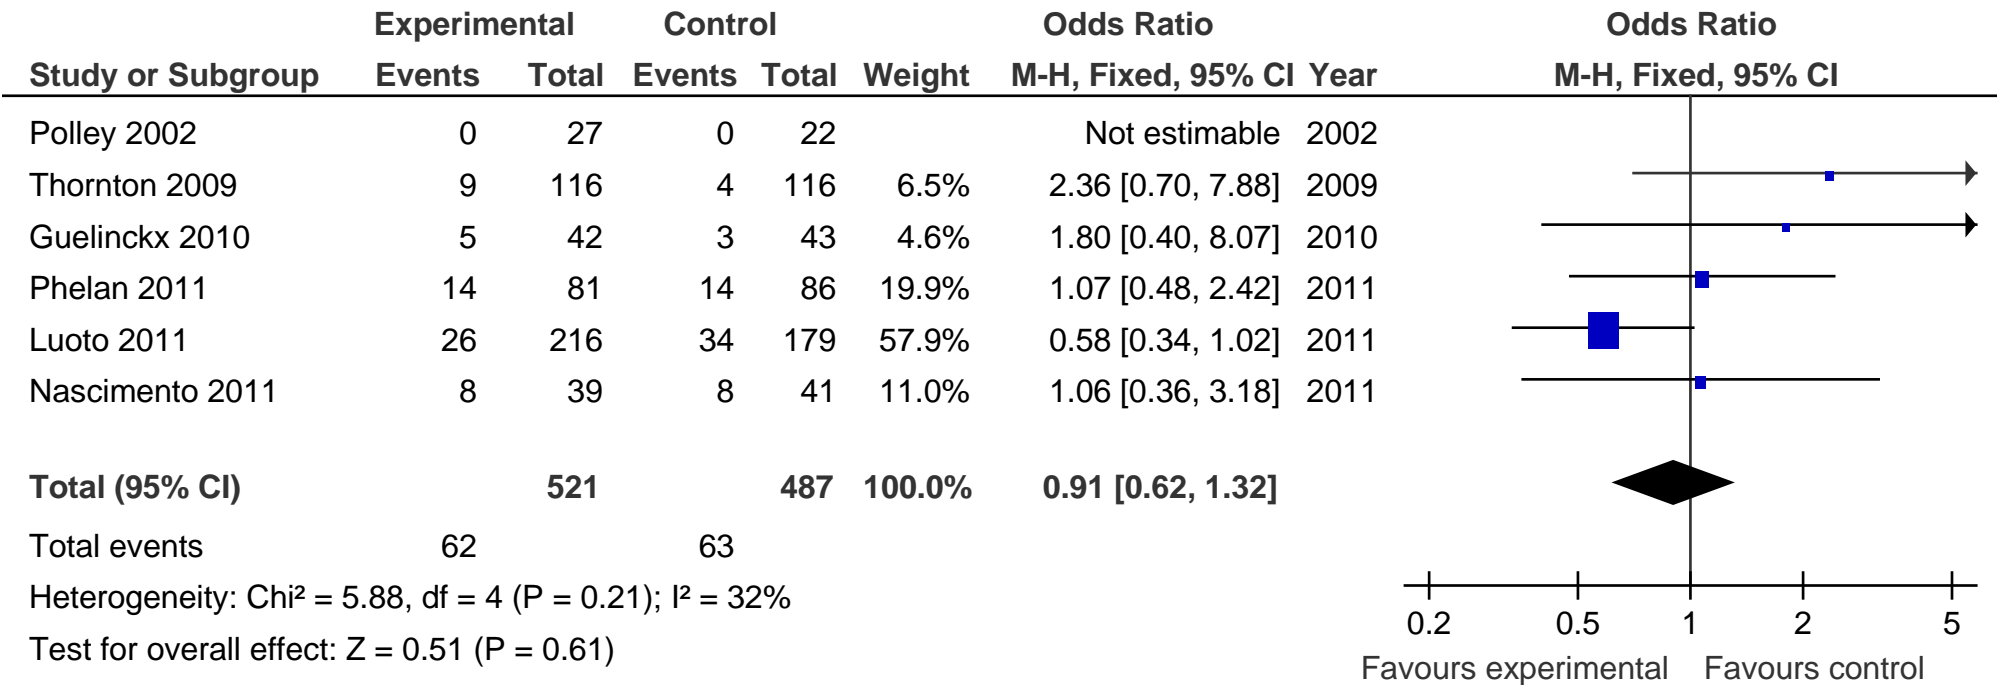 Experimental Control Odds Ratio Odds Ratio
Study or Subgroup Events Total Events Total Weight M-H, Fixed, 95% CI Year M-H, Fixed, 95% CI
Polley 2002 0 27 0 22 Not estimable 2002
Thornton 2009 9 116 4 116 6.5% 2.36 [0.70, 7.88] 2009
Guelinckx 2010 5 42 3 43 4.6% 1.80 [0.40, 8.07] 2010
Phelan 2011 14 81 14 86 19.9% 1.07 [0.48, 2.42] 2011
Luoto 2011 26 216 34 179 57.9% 0.58 [0.34, 1.02] 2011
Nascimento 2011 8 39 8 41 11.0% 1.06 [0.36, 3.18] 2011
Total (95% CI) 521 487 100.0% 0.91 [0.62, 1.32]
Total events 62 63
Heterogeneity: Chi² = 5.88, df = 4 (P = 0.21); I² = 32%
Test for overall effect: Z = 0.51 (P = 0.61)
0.2 0.5 1 2 5
Favours experimental Favours control